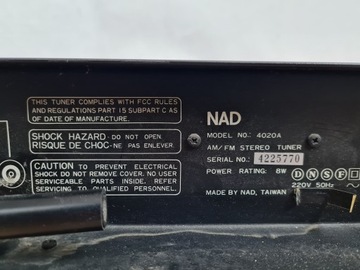 THIS TUNER COMPLIES WITH FCC RULES
AND REGULATIONS PART 15 SUBPART C AS
OF DATE OF MANUFACTURE.
SHOCK HAZARD - DO NOT OPEN.
RISQUE DE CHOC - NE PAS ENLEVER.
CAUTION TO PREVENT ELECTRICAL
SHOCK DO NOT REMOVE COVER. NO USER
SERVICEABLE PARTS INSIDE. REFER
SERVICING TO QUALIFIED PERSONNEL.
NAD
MODEL NO.: 4020A
AM/FM STEREO TUNER
SERIAL NO.: 4225770
POWER RATING: 8W
D N S F
220V 50Hz
MADE BY NAD, TAIWAN